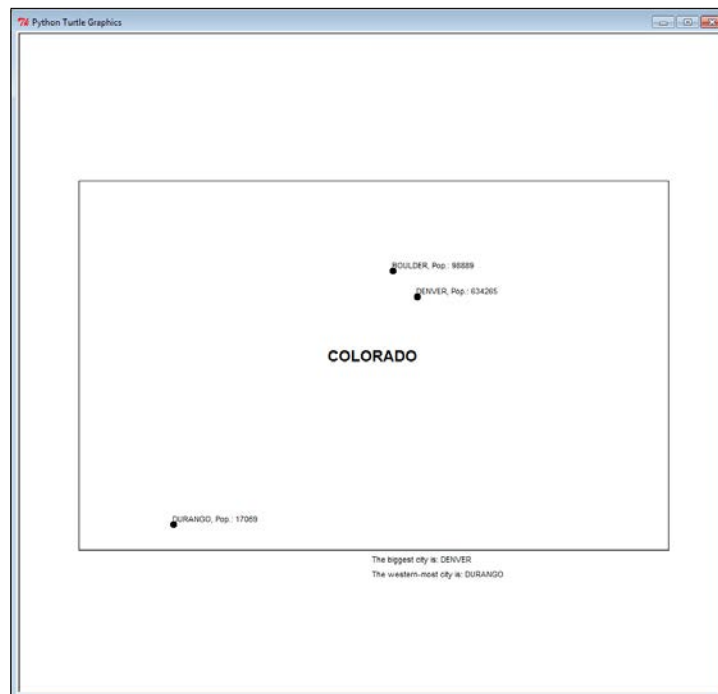 Python Turtle Graphics
BOULDER, Pop.: 98889
DENVER, Pop.: 634265
COLORADO
DURANGO, Pop.: 17069
The biggest city is: DENVER
The western-most city is: DURANGO